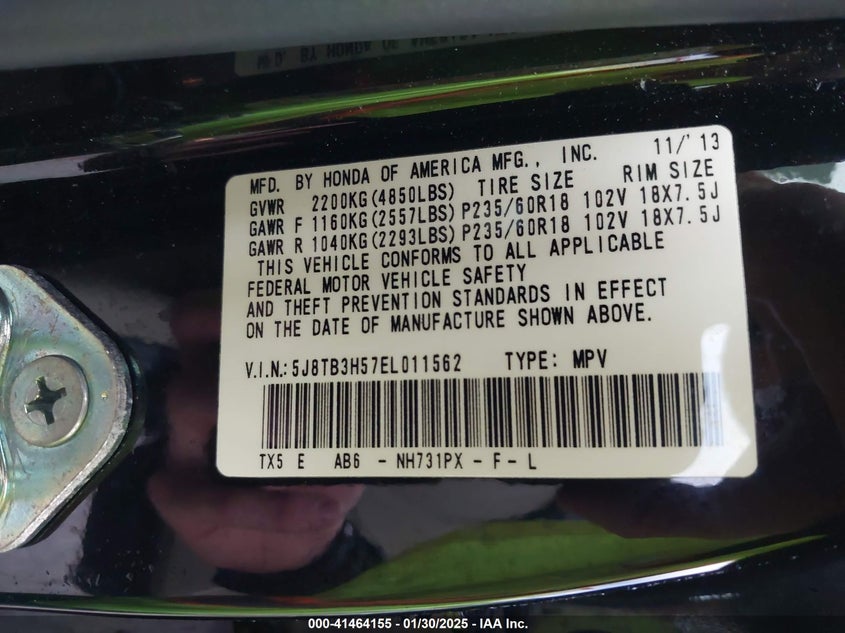 MFD. BY HONDA OF AMERICA MFG., INC. 11/'13
GVWR 2200KG(4850LBS) TIRE SIZE RIM SIZE
GAWR F 1160KG(2557LBS) P235/60R18 102V 18X7.5J
GAWR R 1040KG(2293LBS) P235/60R18 102V 18X7.5J
THIS VEHICLE CONFORMS TO ALL APPLICABLE
FEDERAL MOTOR VEHICLE SAFETY
AND THEFT PREVENTION STANDARDS IN EFFECT
ON THE DATE OF MANUFACTURE SHOWN ABOVE.
V.I.N.: 5J8TB3H57EL011562 TYPE: MPV
TX5 E AB6 - NH731PX - F - L
000-41464155 - 01/30/2025 - IAA Inc.